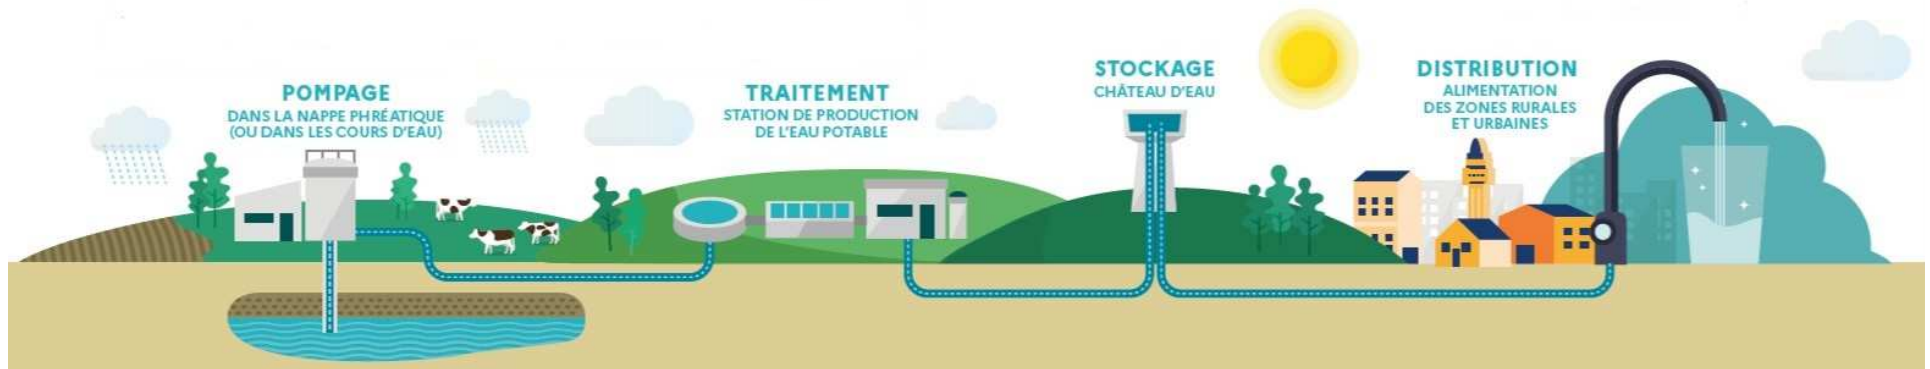 POMPAGE
DANS LA NAPPE PHRÉATIQUE
(OU DANS LES COURS D'EAU)
TRAITEMENT
STATION DE PRODUCTION
DE L'EAU POTABLE
STOCKAGE
CHÂTEAU D'EAU
DISTRIBUTION
ALIMENTATION
DES ZONES RURALES
ET URBAINES